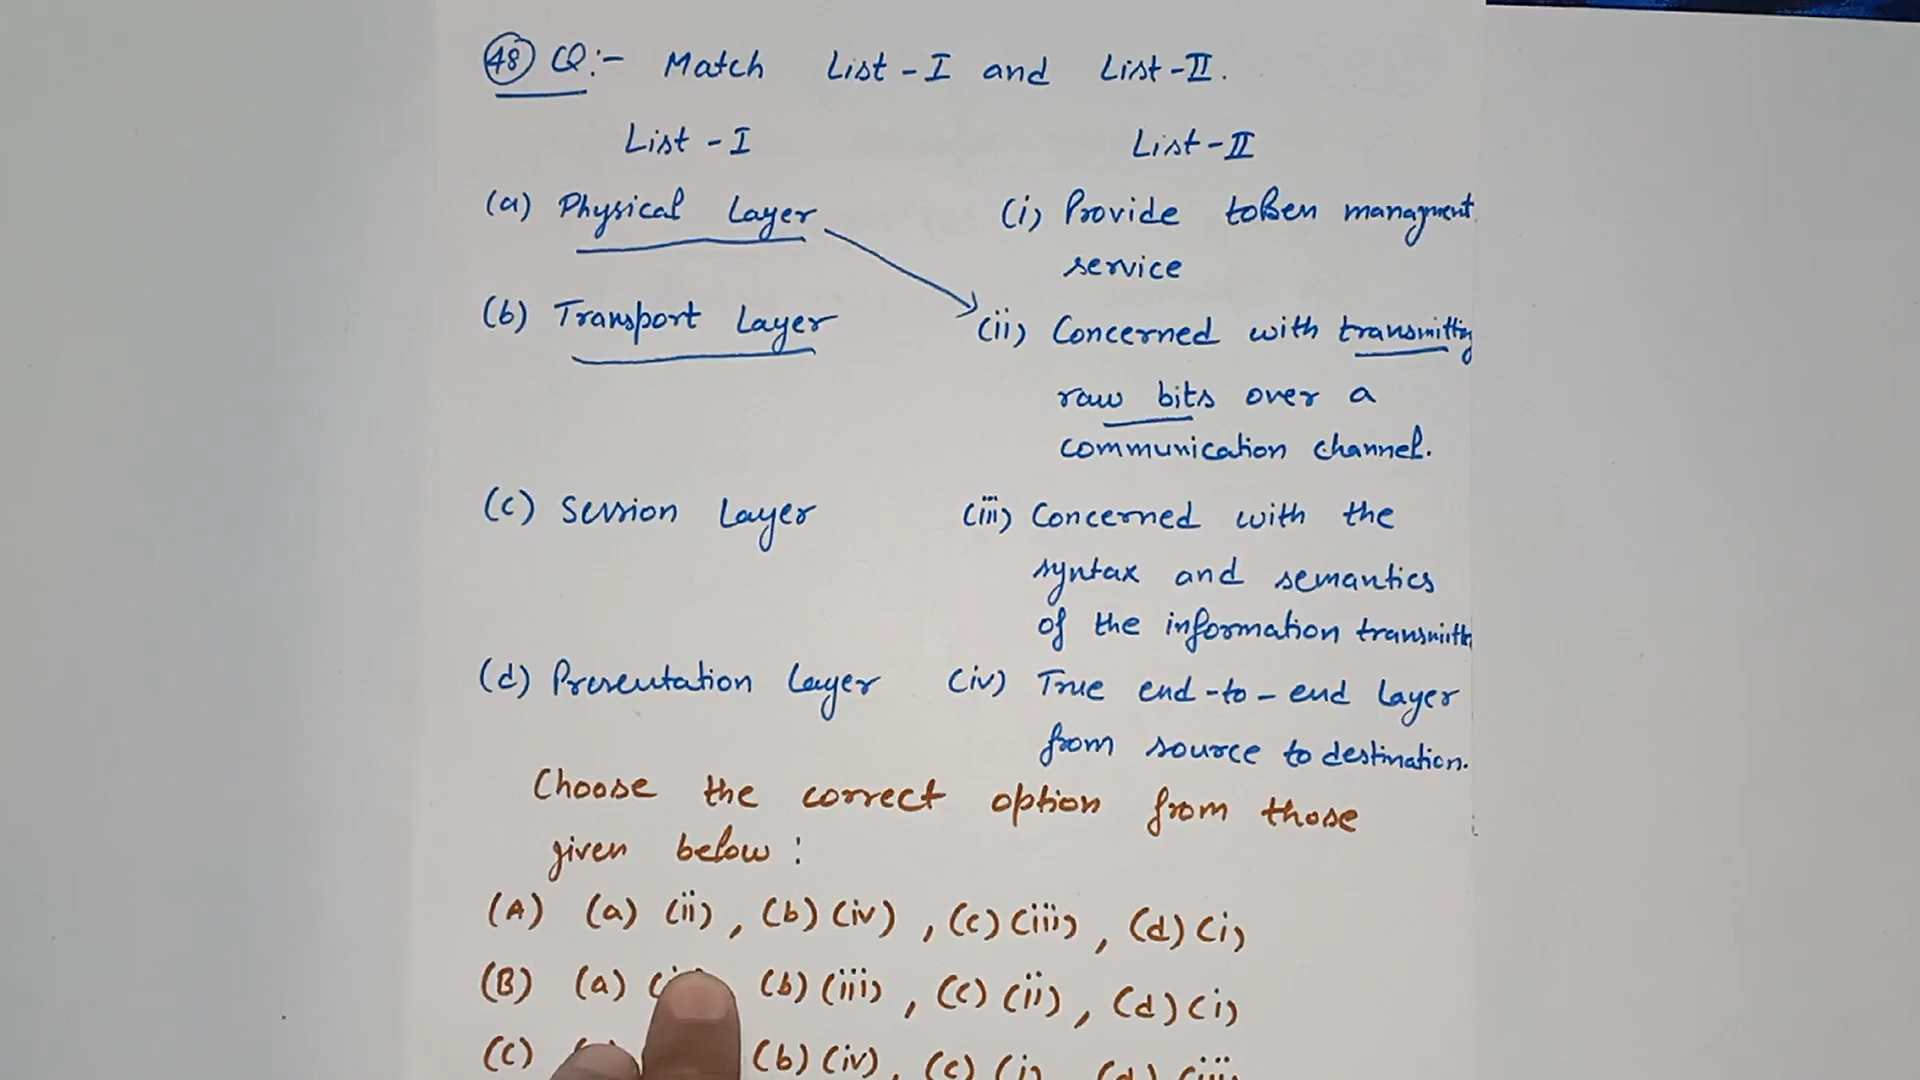 48 Q:- Match List-I and List-II.
List-I List-II
(a) Physical Layer (i) Provide token managment
service
(b) Transport Layer (ii) Concerned with transmitting
raw bits over a
communication channel.
(c) Session Layer (iii) Concerned with the
syntax and semantics
of the information
(d) Presentation Layer (iv) True end-to-end Layer
from source to destination.
Choose the correct option from those
given below:
(A) (a) (ii), (b) (iv), (c) (iii), (d) (i)
(B) (a) (b) (iii), (c) (ii), (d) (i)
(C) (b) (iv), (c) (i) (d) (iii)